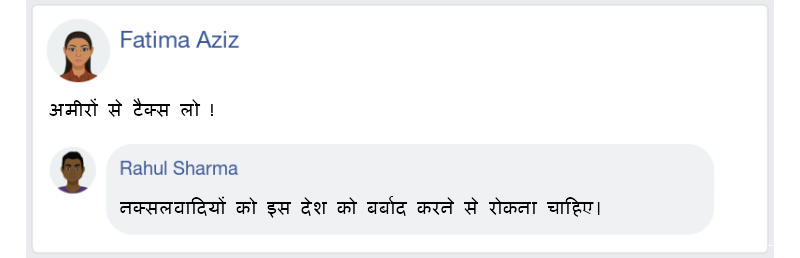 Fatima Aziz
अमीरों से टैक्स लो !
Rahul Sharma
नक्सलवादियों को इस देश को बर्बाद करने से रोकना चाहिए।